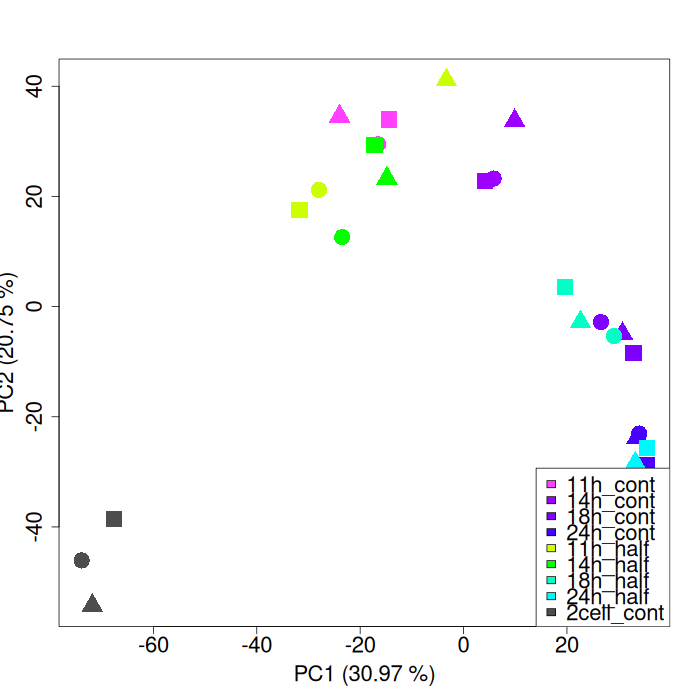 40
20
0
-20
-40
PC2 (20.75 %)
-60 -40 -20 0 20
PC1 (30.97 %)
11h_cont
14h_cont
18h_cont
24h_cont
11h_half
14h_half
18h_half
24h_half
2cell_cont